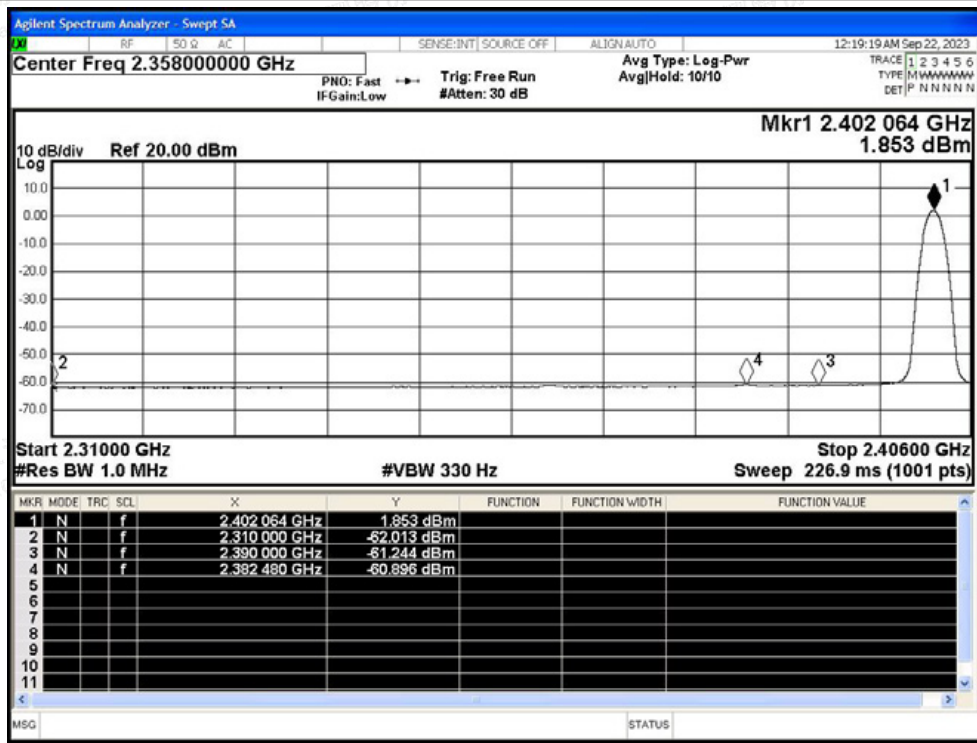 Agilent Spectrum Analyzer - Swept SA
RF 50 Ω AC SENSE:INT SOURCE OFF ALIGNAUTO 12:19:19 AM Sep 22, 2023
Center Freq 2.358000000 GHz
PNO: Fast
IFGain:Low
Trig: Free Run
#Atten: 30 dB
Avg Type: Log-Pwr
Avg|Hold: 10/10
TRACE 1 2 3 4 5 6
TYPE MWWWWW
DET P N N N N N
Mkr1 2.402 064 GHz
1.853 dBm
10 dB/div Ref 20.00 dBm
Log
10.0
0.00
-10.0
-20.0
-30.0
-40.0
-50.0
-60.0
-70.0
1
2
4
3
Start 2.31000 GHz Stop 2.40600 GHz
#Res BW 1.0 MHz #VBW 330 Hz Sweep 226.9 ms (1001 pts)
MKR MODE TRC SCL X Y FUNCTION FUNCTION WIDTH FUNCTION VALUE
1 N f 2.402 064 GHz 1.853 dBm
2 N f 2.310 000 GHz -62.013 dBm
3 N f 2.390 000 GHz -61.244 dBm
4 N f 2.382 480 GHz -60.896 dBm
5
6
7
8
9
10
11
MSG STATUS